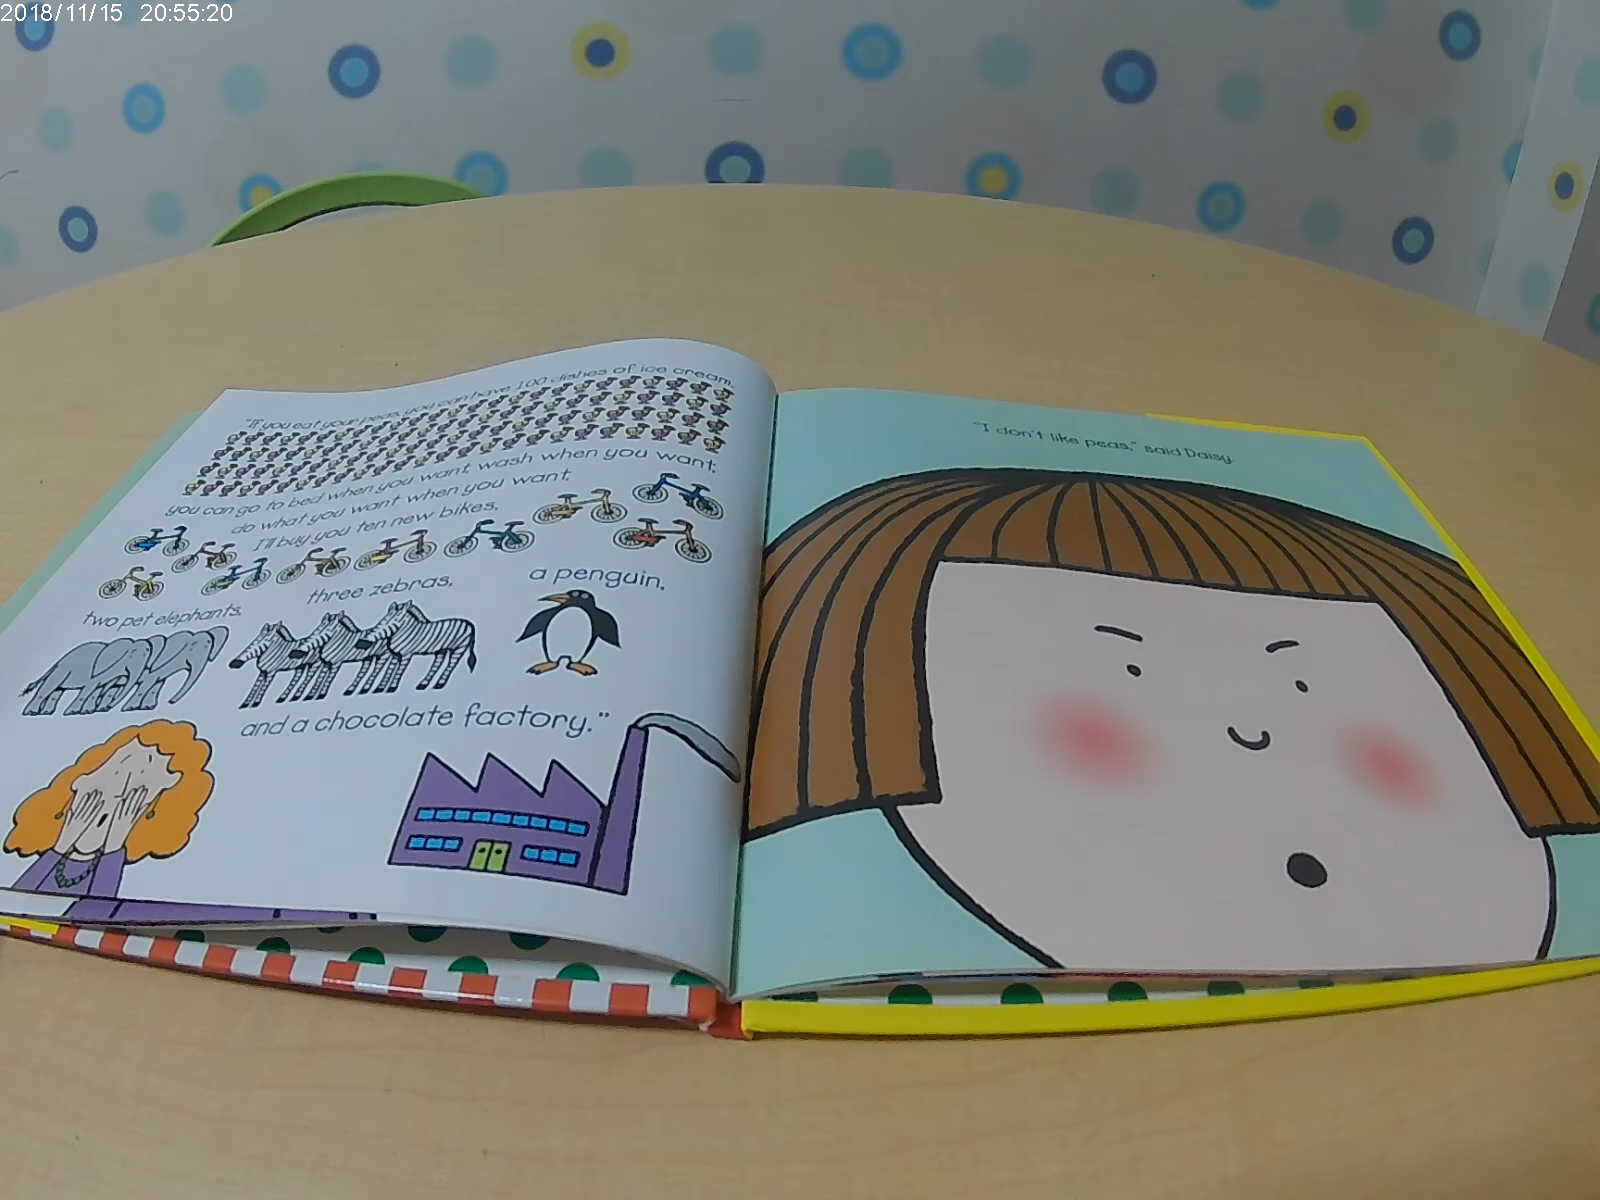 2018/11/15 20:55:20
"If you eat your peas, you can have 100 dishes of ice cream,
you can go to bed when you want, wash when you want,
do what you want when you want,
I'll buy you ten new bikes,
two pet elephants,
three zebras,
a penguin,
and a chocolate factory."
"I don't like peas," said Daisy.